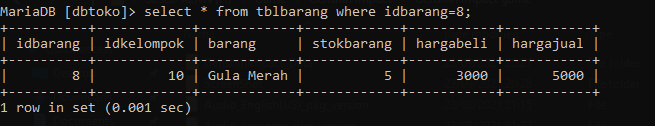 MariaDB [dbtoko]> select * from tblbarang where idbarang=8;
+----------+------------+------------+------------+-----------+-----------+
| idbarang | idkelompok | barang     | stokbarang | hargabeli | hargajual |
+----------+------------+------------+------------+-----------+-----------+
|        8 |         10 | Gula Merah |          5 |      3000 |      5000 |
+----------+------------+------------+------------+-----------+-----------+
1 row in set (0.001 sec)